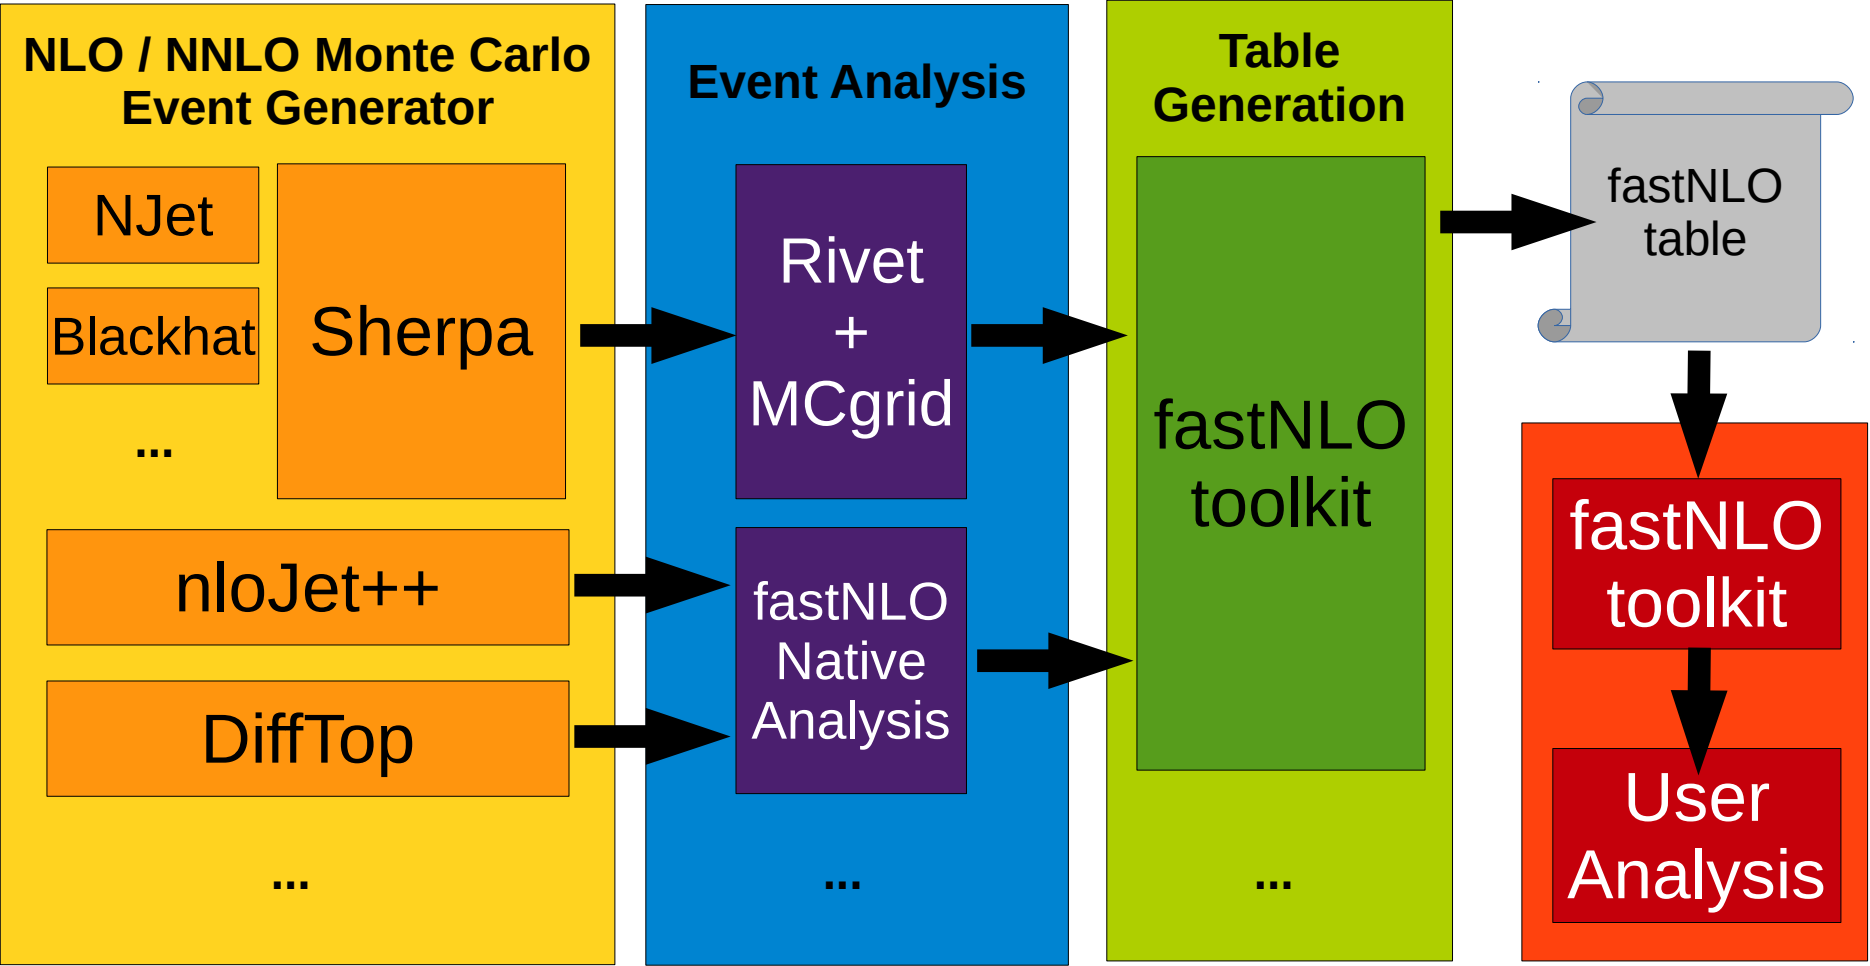 NLO / NNLO Monte Carlo
Event Generator
NJet
Blackhat
...
Sherpa
nloJet++
DiffTop
...
Event Analysis
Rivet
+
MCgrid
fastNLO
Native
Analysis
...
Table
Generation
fastNLO
toolkit
...
fastNLO
table
fastNLO
toolkit
User
Analysis